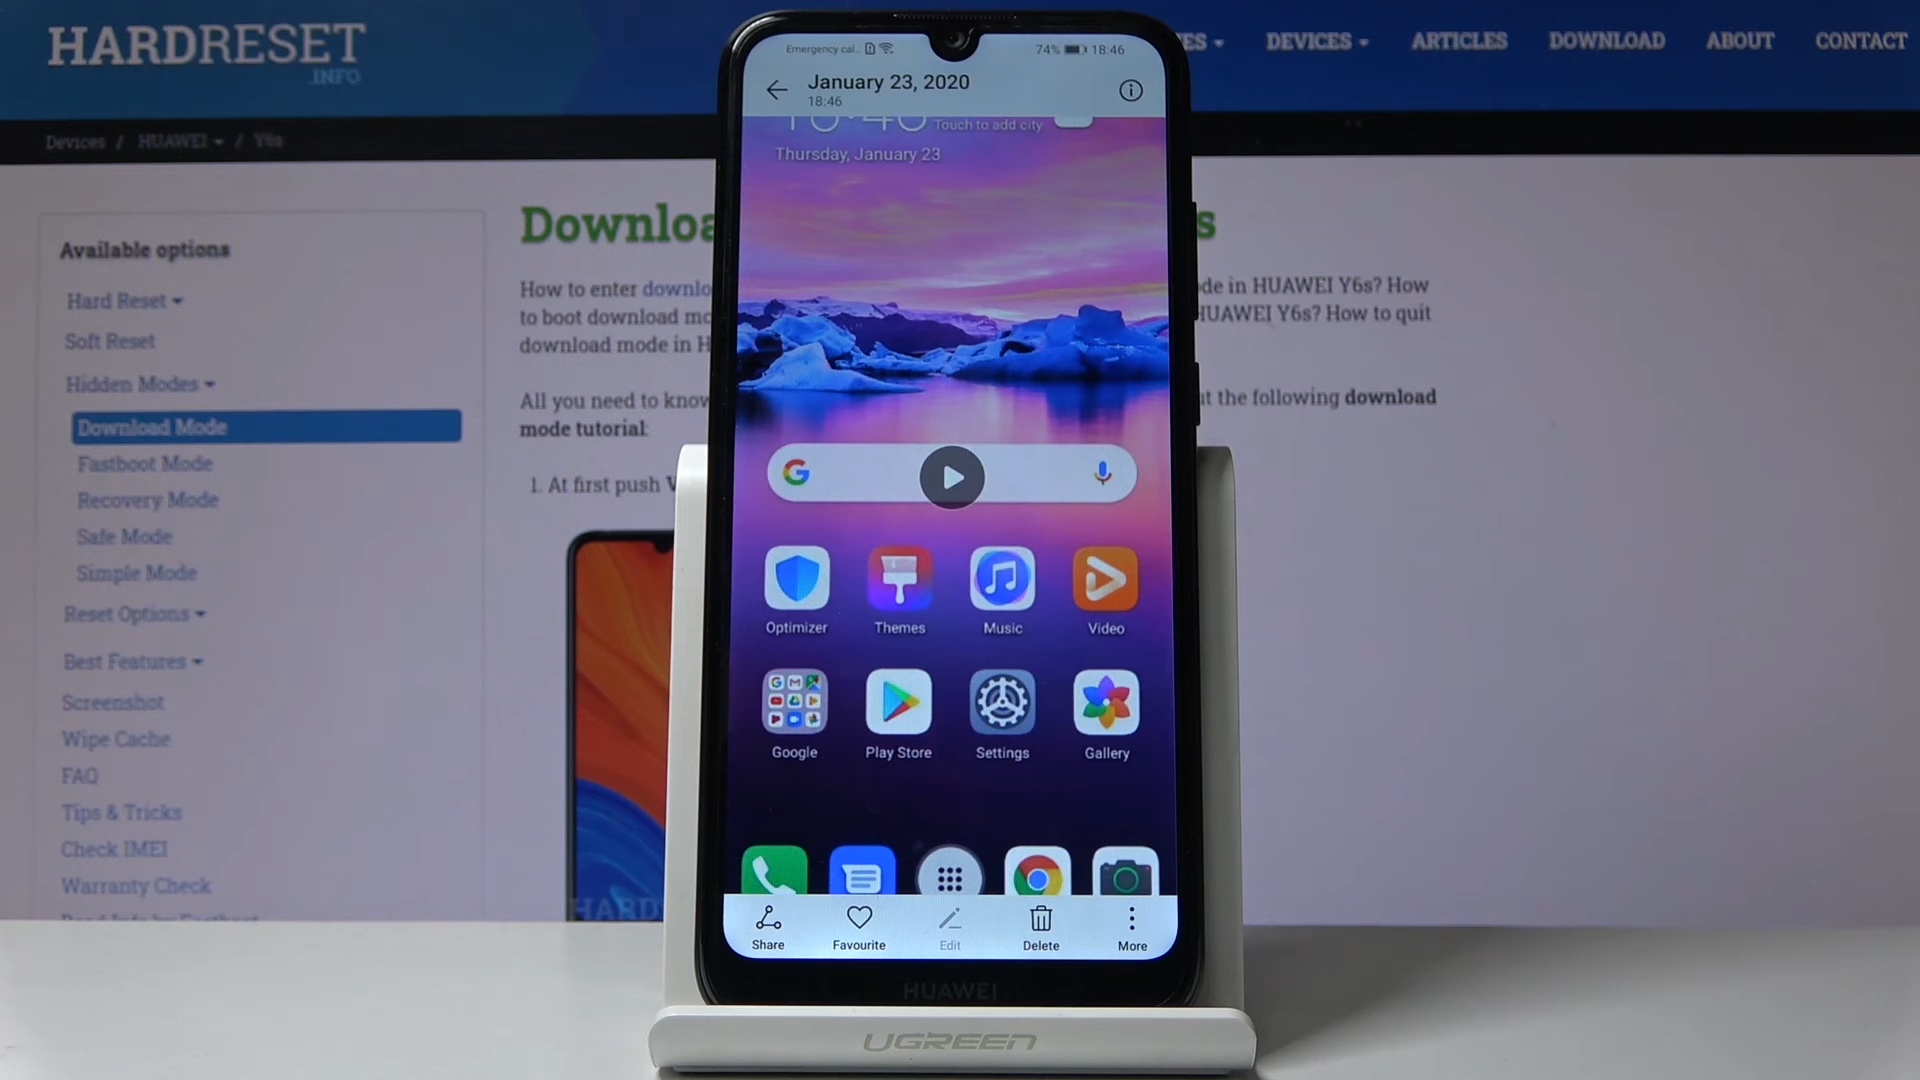 HARDRESET
.INFO
DEVICES
ARTICLES
DOWNLOAD
ABOUT
CONTACT
Devices / HUAWEI / Y6s
Available options
Hard Reset
Soft Reset
Hidden Modes
Download Mode
Fastboot Mode
Recovery Mode
Safe Mode
Simple Mode
Reset Options
Best Features
Screenshot
Wipe Cache
FAQ
Tips & Tricks
Check IMEI
Warranty Check
How to enter
in HUAWEI Y6s? How
to boot download
HUAWEI Y6s? How to quit
download mode in
All you need to know
the following download
mode tutorial:
1. At first push
Emergency cal...
74%
18:46
January 23, 2020
18:46
Touch to add city
Thursday, January 23
Optimizer
Themes
Music
Video
Google
Play Store
Settings
Gallery
Share
Favourite
Edit
Delete
More
HUAWEI
UGREEN